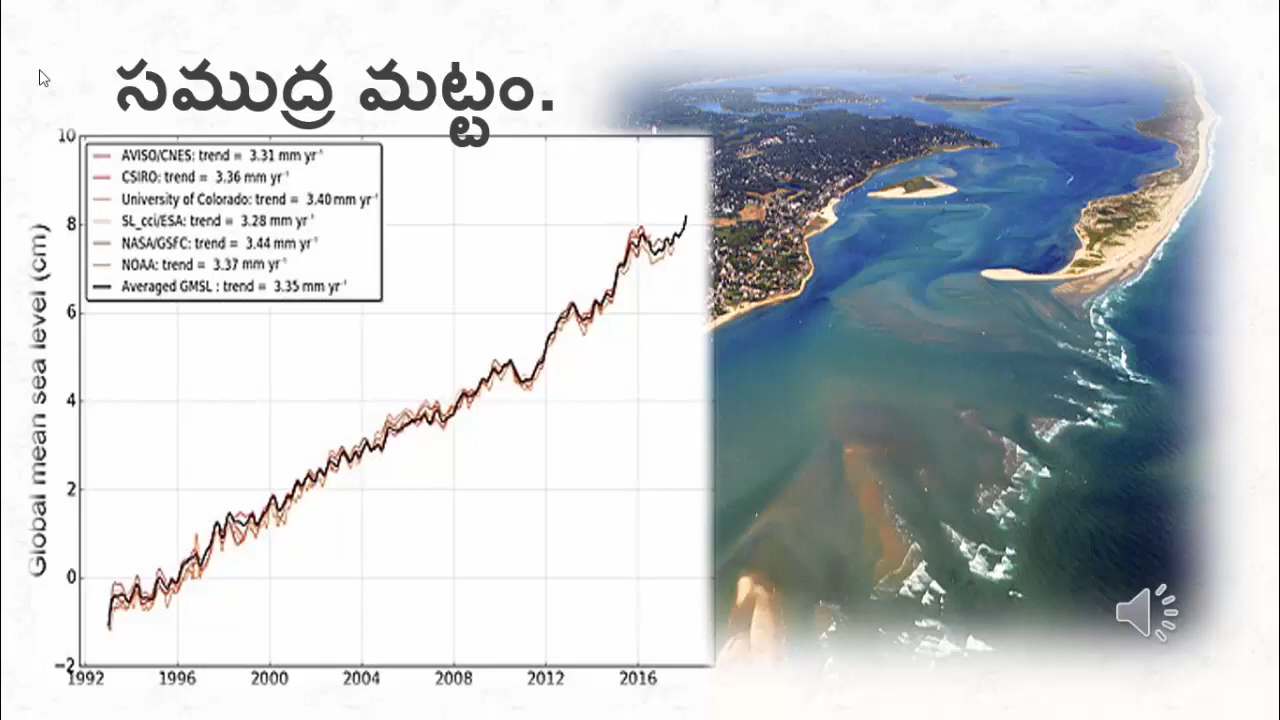 సముద్ర మట్టం.
10
AVISO/CNES: trend = 3.31 mm yr⁻¹
CSIRO: trend = 3.36 mm yr⁻¹
University of Colorado: trend = 3.40 mm yr⁻¹
SL_cci/ESA: trend = 3.28 mm yr⁻¹
NASA/GSFC: trend = 3.44 mm yr⁻¹
NOAA: trend = 3.37 mm yr⁻¹
Averaged GMSL : trend = 3.35 mm yr⁻¹
Global mean sea level (cm)
8
6
4
2
0
−2
1992 1996 2000 2004 2008 2012 2016